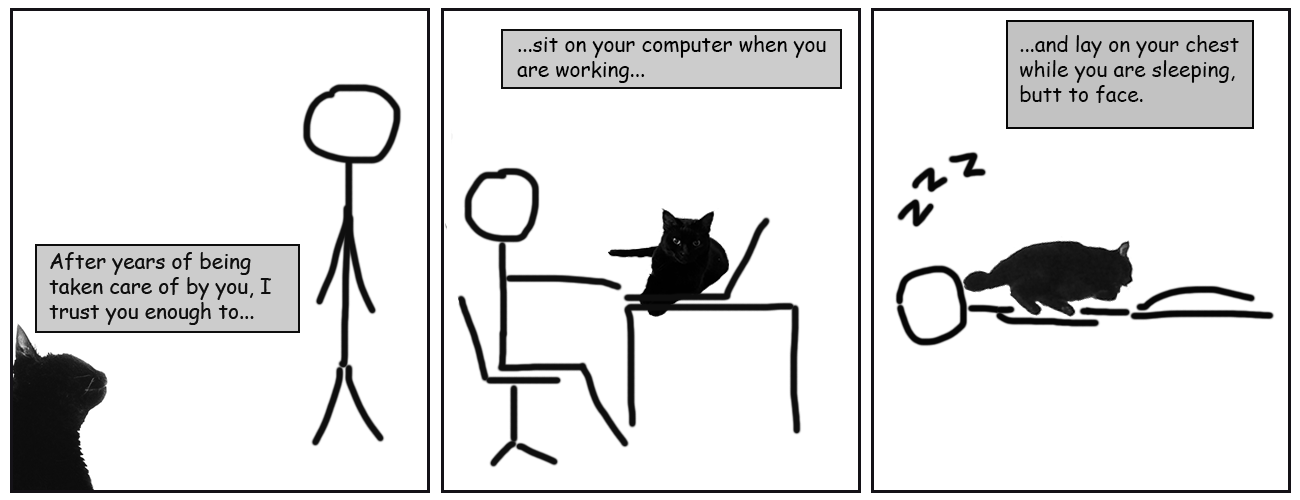 After years of being
taken care of by you, I
trust you enough to...
...sit on your computer when you
are working...
...and lay on your chest
while you are sleeping,
butt to face.
z z z